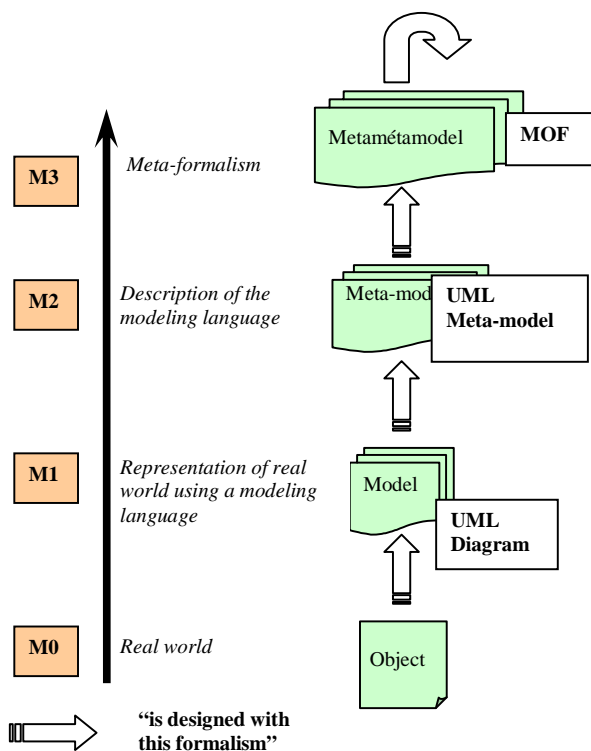 Metamétamodel
MOF
M3
Meta-formalism
M2
Description of the
modeling language
Meta-mod
UML
Meta-model
M1
Representation of real
world using a modeling
language
Model
UML
Diagram
M0
Real world
Object
“is designed with
this formalism”